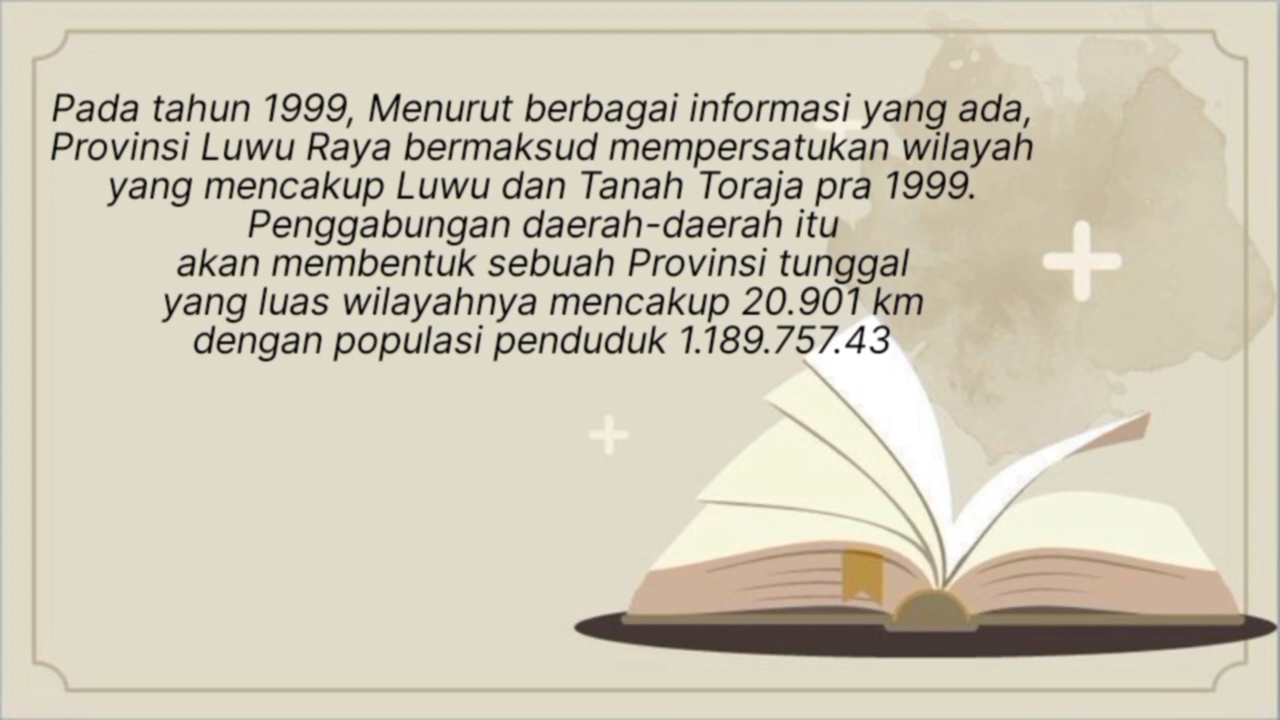 Pada tahun 1999, Menurut berbagai informasi yang ada,
Provinsi Luwu Raya bermaksud mempersatukan wilayah
yang mencakup Luwu dan Tanah Toraja pra 1999.
Penggabungan daerah-daerah itu
akan membentuk sebuah Provinsi tunggal
yang luas wilayahnya mencakup 20.901 km
dengan populasi penduduk 1.189.757.43